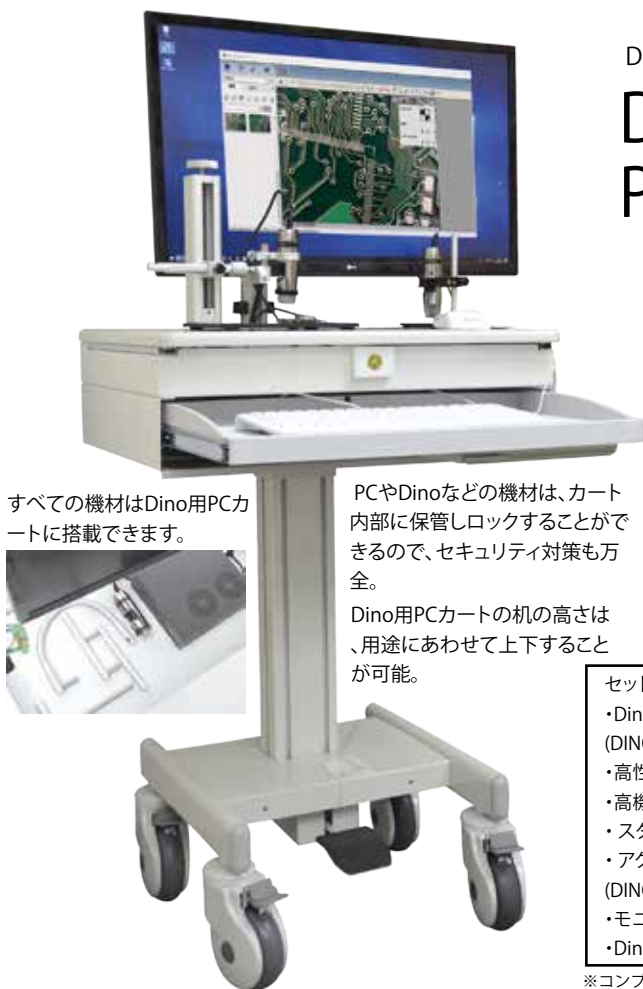 D
D
P
すべての機材はDino用PCカ
ートに搭載できます。
PCやDinoなどの機材は、カート
内部に保管しロックすることがで
きるので、セキュリティ対策も万
全。
Dino用PCカートの机の高さは
、用途にあわせて上下すること
が可能。
セット
・Din
(DINO
・高性
・高機
・スタ
・アク
(DINO
・モニ
・Din
※コンプ